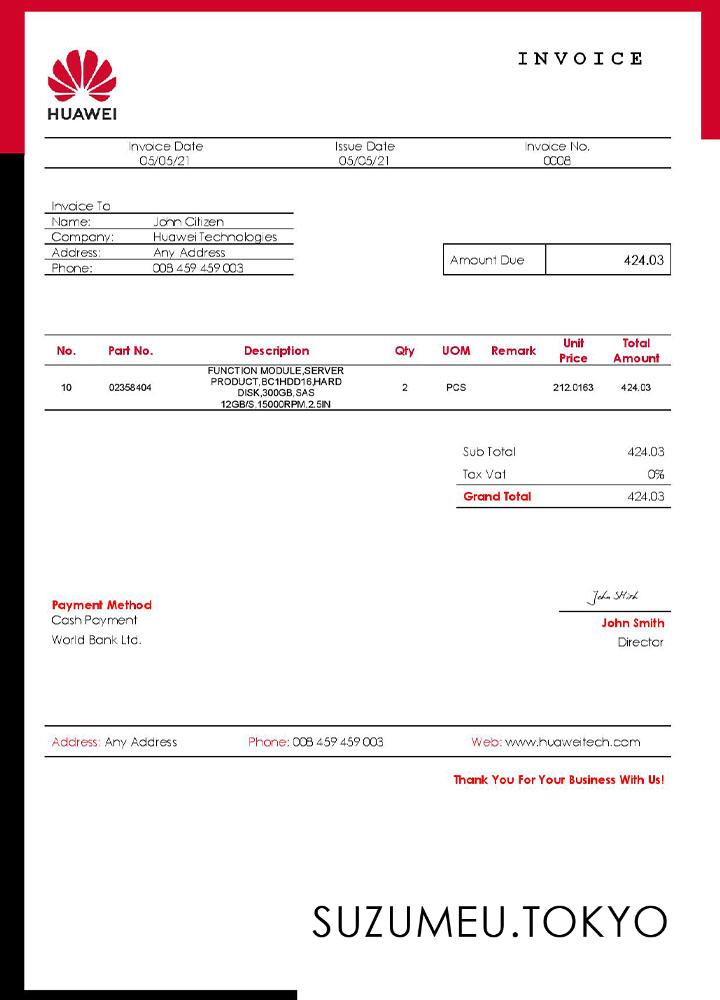 INVOICE
HUAWEI
Invoice Date Issue Date Invoice No.
05/05/21 05/05/21 0008
Invoice To
Name: John Citizen
Company: Huawei Technologies
Address: Any Address
Phone: 008 459 459 003
Amount Due 424.03
No. Part No. Description Qty UOM Remark Unit Price Total Amount
FUNCTION MODULE,SERVER
PRODUCT,BC1HDD16,HARD
10 02358404 DISK,300GB,SAS 2 PCS 212.0163 424.03
12GB/S,15000RPM,2.5IN
Sub Total 424.03
Tax Vat 0%
Grand Total 424.03
John Smith
Payment Method
Cash Payment
World Bank Ltd.
John Smith
Director
Address: Any Address Phone: 008 459 459 003 Web: www.huaweitech.com
Thank You For Your Business With Us!
SUZUMEU.TOKYO